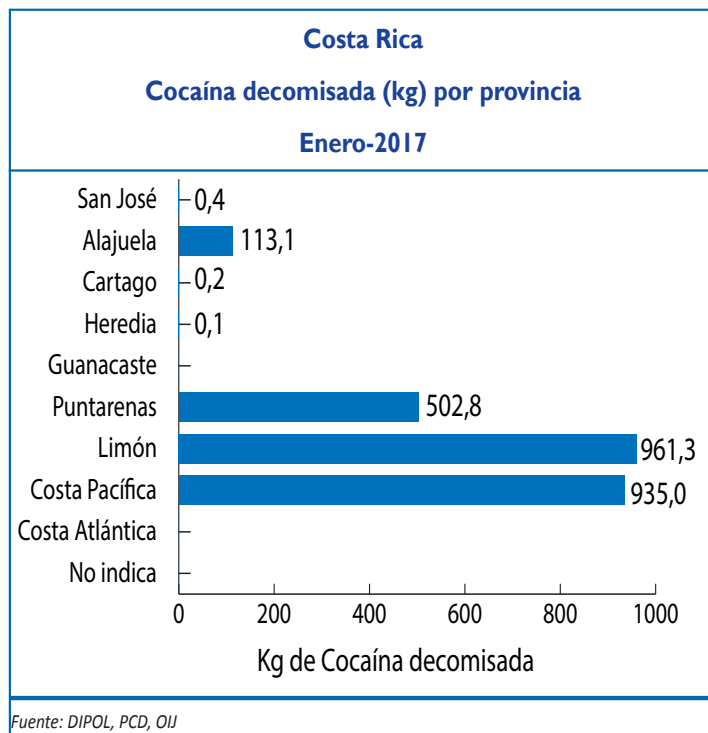 Costa Rica
Cocaína decomisada (kg) por provincia
Enero-2017
San José 0,4
Alajuela 113,1
Cartago 0,2
Heredia 0,1
Guanacaste
Puntarenas 502,8
Limón 961,3
Costa Pacífica 935,0
Costa Atlántica
No indica
0 200 400 600 800 1000
Kg de Cocaína decomisada
Fuente: DIPOL, PCD, OIJ